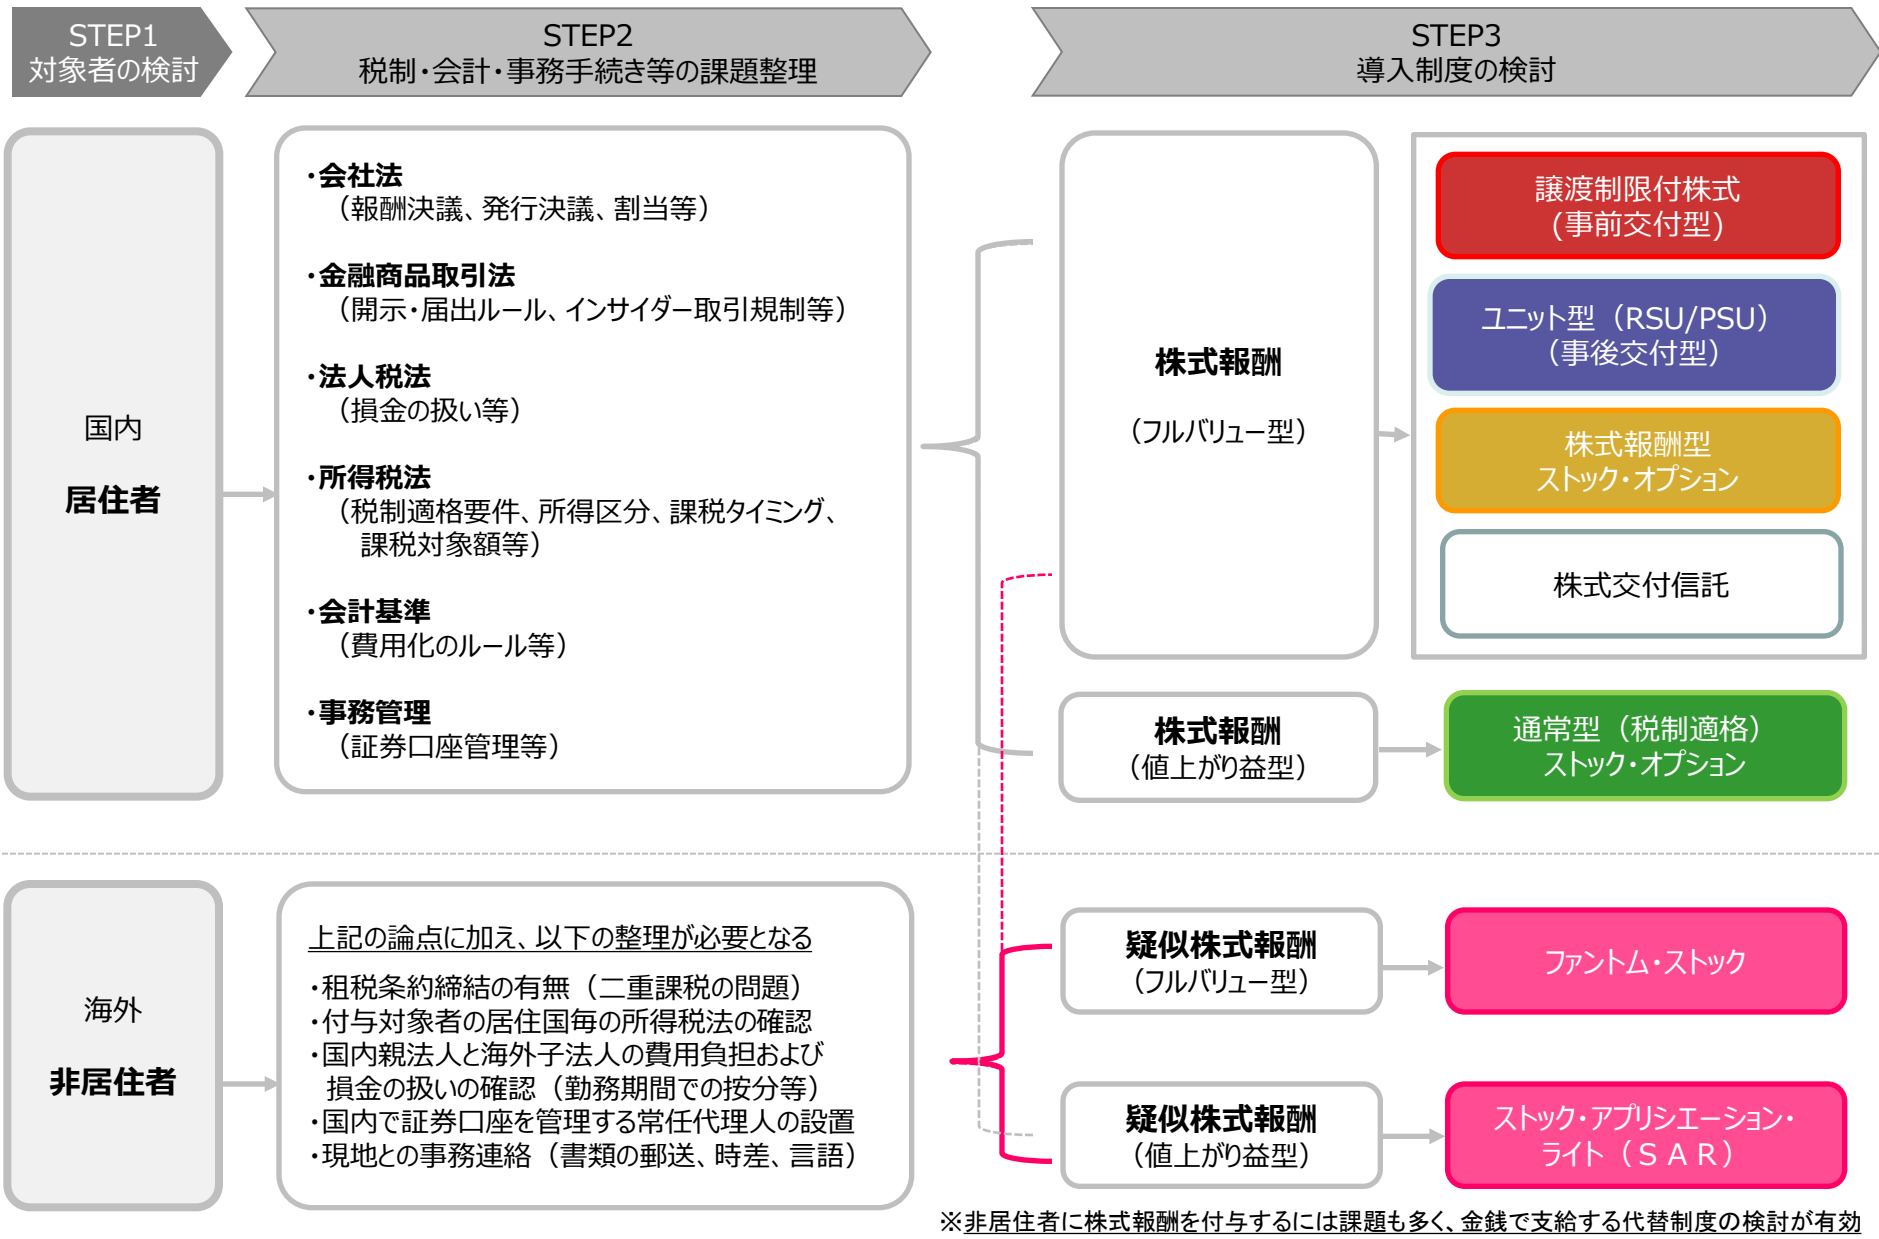 STEP1
対象者の検討
STEP2
税制・会計・事務手続き等の課題整理
STEP3
導入制度の検討
国内
居住者
・会社法
（報酬決議、発行決議、割当等）
・金融商品取引法
（開示・届出ルール、インサイダー取引規制等）
・法人税法
（損金の扱い等）
・所得税法
（税制適格要件、所得区分、課税タイミング、
課税対象額等）
・会計基準
（費用化のルール等）
・事務管理
（証券口座管理等）
株式報酬
（フルバリュー型）
譲渡制限付株式
(事前交付型)
ユニット型（RSU/PSU）
（事後交付型）
株式報酬型
ストック・オプション
株式交付信託
株式報酬
（値上がり益型）
通常型（税制適格）
ストック・オプション
海外
非居住者
上記の論点に加え、以下の整理が必要となる
・租税条約締結の有無（二重課税の問題）
・付与対象者の居住国毎の所得税法の確認
・国内親法人と海外子法人の費用負担および
損金の扱いの確認（勤務期間での按分等）
・国内で証券口座を管理する常任代理人の設置
・現地との事務連絡（書類の郵送、時差、言語）
疑似株式報酬
（フルバリュー型）
ファントム・ストック
疑似株式報酬
（値上がり益型）
ストック・アプリシエーション・
ライト（ＳＡＲ）
※非居住者に株式報酬を付与するには課題も多く、金銭で支給する代替制度の検討が有効